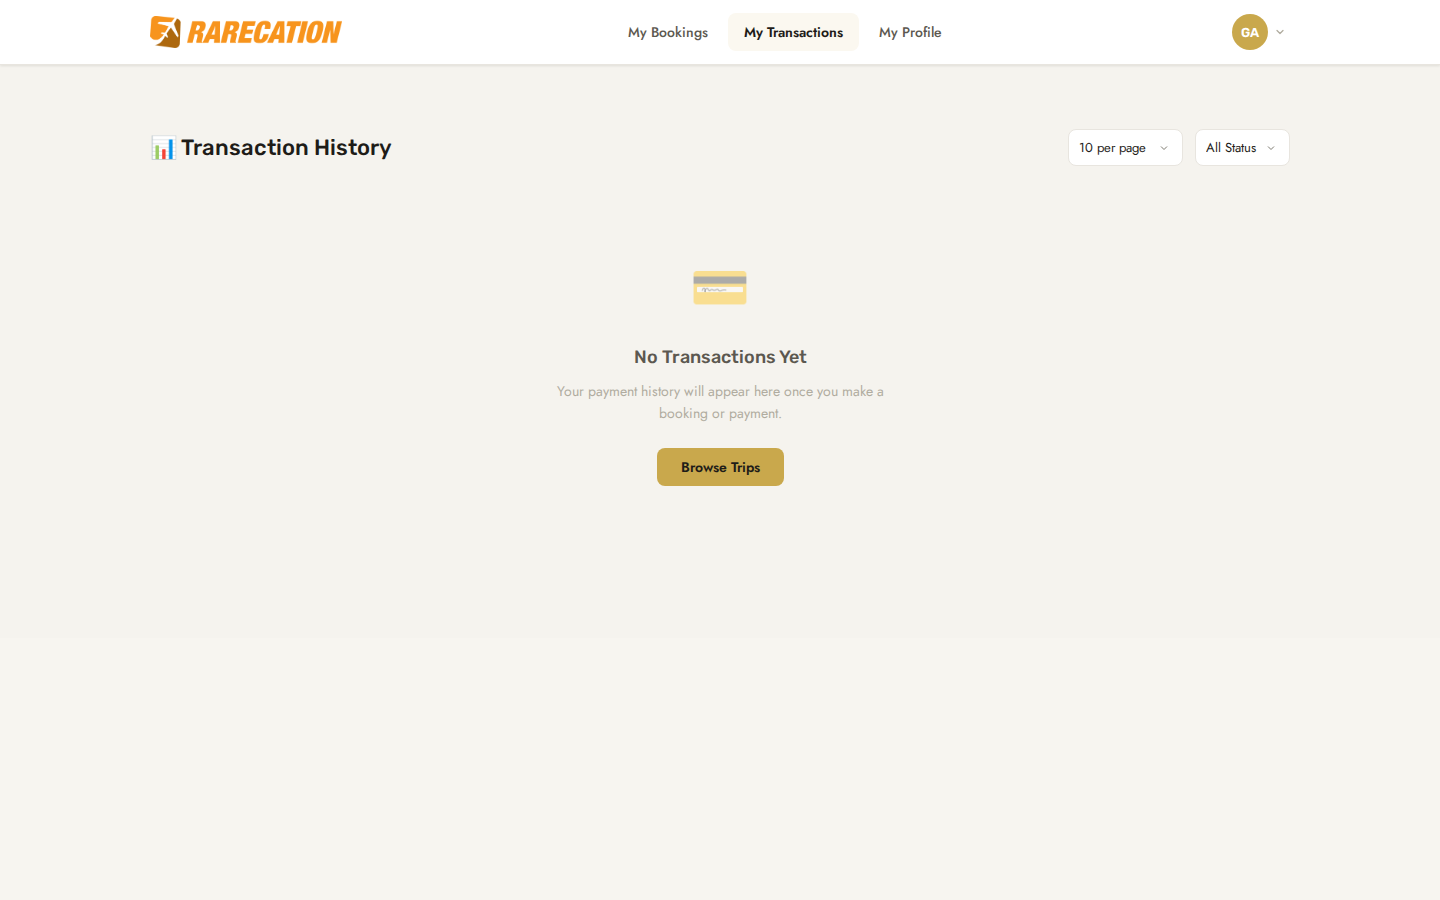 RARECATION
My Bookings
My Transactions
My Profile
GA
Transaction History
10 per page
All Status
No Transactions Yet
Your payment history will appear here once you make a
booking or payment.
Browse Trips